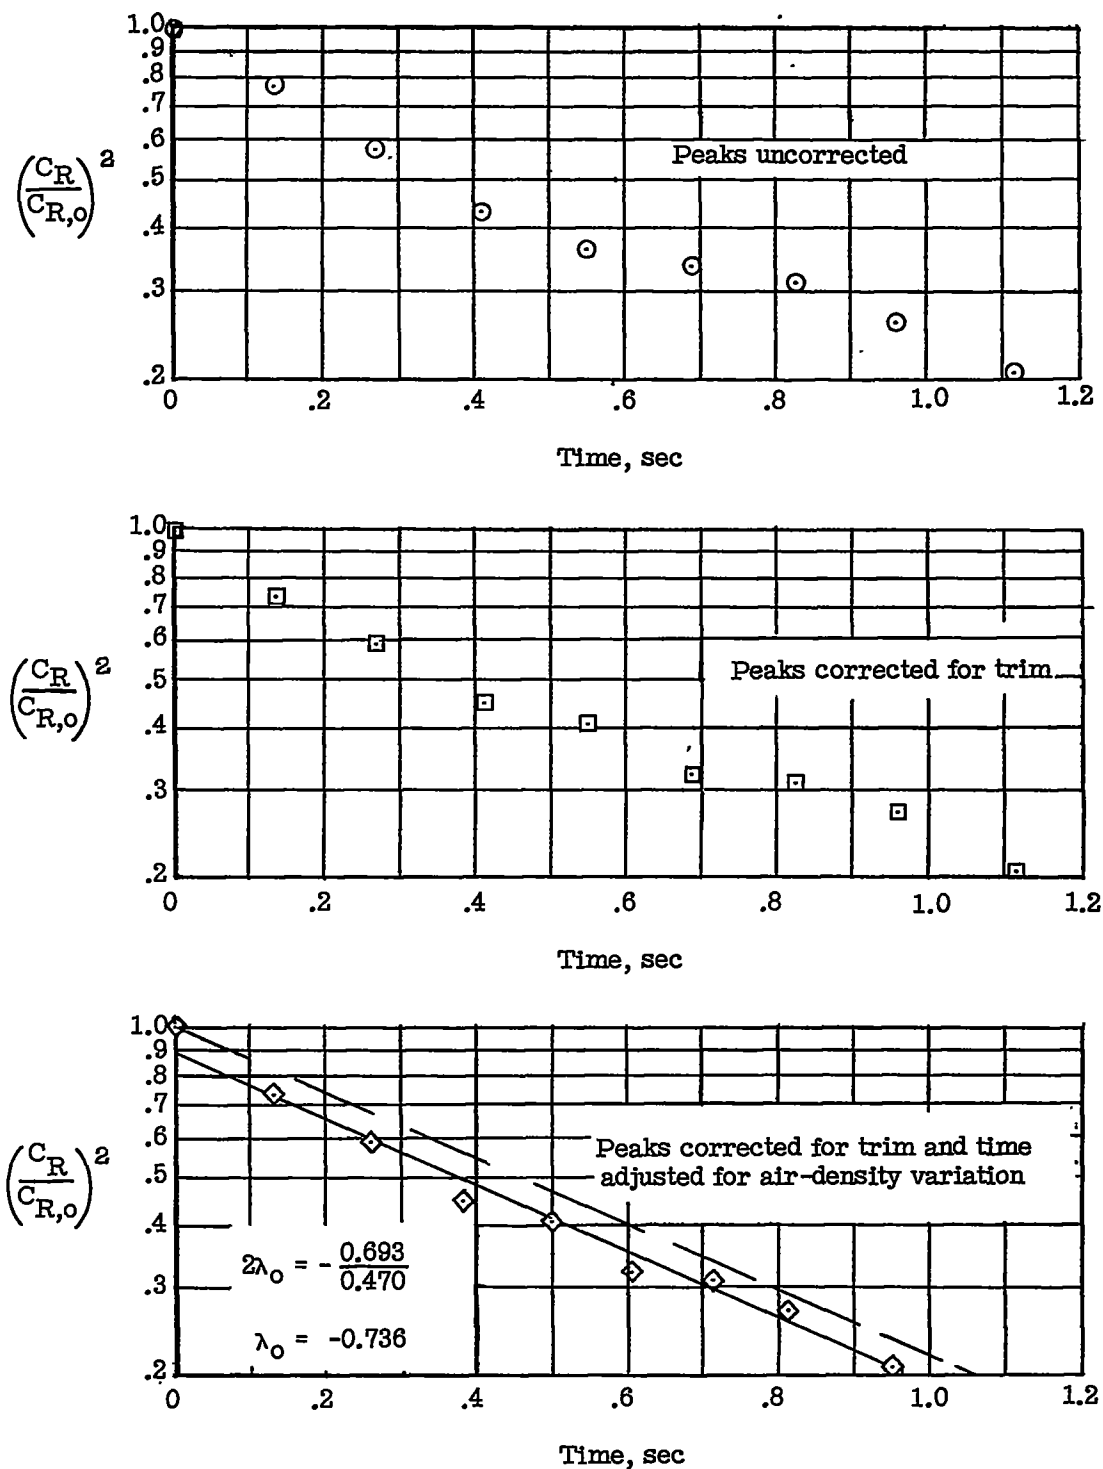 1.0
.9
.8
.7
.6
.5
.4
.3
.2
(C_R / C_R,o)^2
Peaks uncorrected
0 .2 .4 .6 .8 1.0 1.2
Time, sec
1.0
.9
.8
.7
.6
.5
.4
.3
.2
(C_R / C_R,o)^2
Peaks corrected for trim
0 .2 .4 .6 .8 1.0 1.2
Time, sec
1.0
.9
.8
.7
.6
.5
.4
.3
.2
(C_R / C_R,o)^2
Peaks corrected for trim and time
adjusted for air-density variation
2λ_o = - 0.693 / 0.470
λ_o = -0.736
0 .2 .4 .6 .8 1.0 1.2
Time, sec